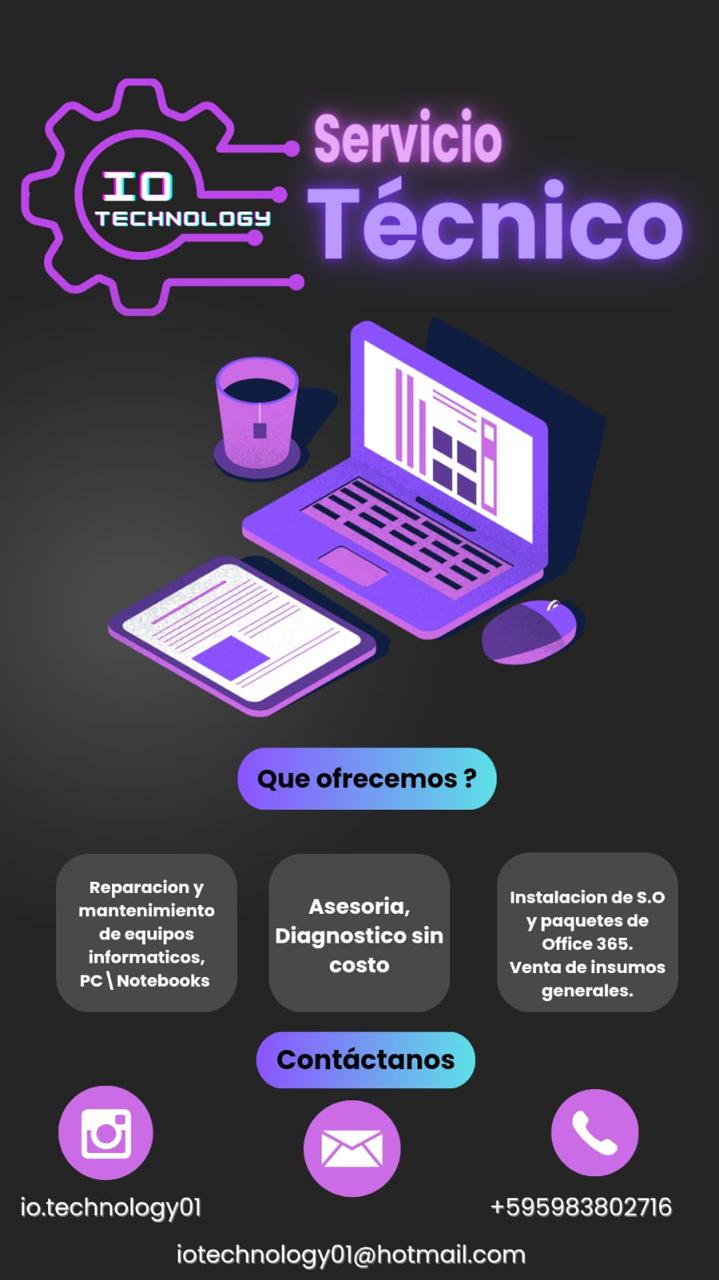 IO
TECHNOLOGY
Servicio
Técnico
Que ofrecemos ?
Reparacion y
mantenimiento
de equipos
informaticos,
PC\Notebooks
Asesoria,
Diagnostico sin
costo
Instalacion de S.O
y paquetes de
Office 365.
Venta de insumos
generales.
Contáctanos
io.technology01
+595983802716
iotechnology01@hotmail.com